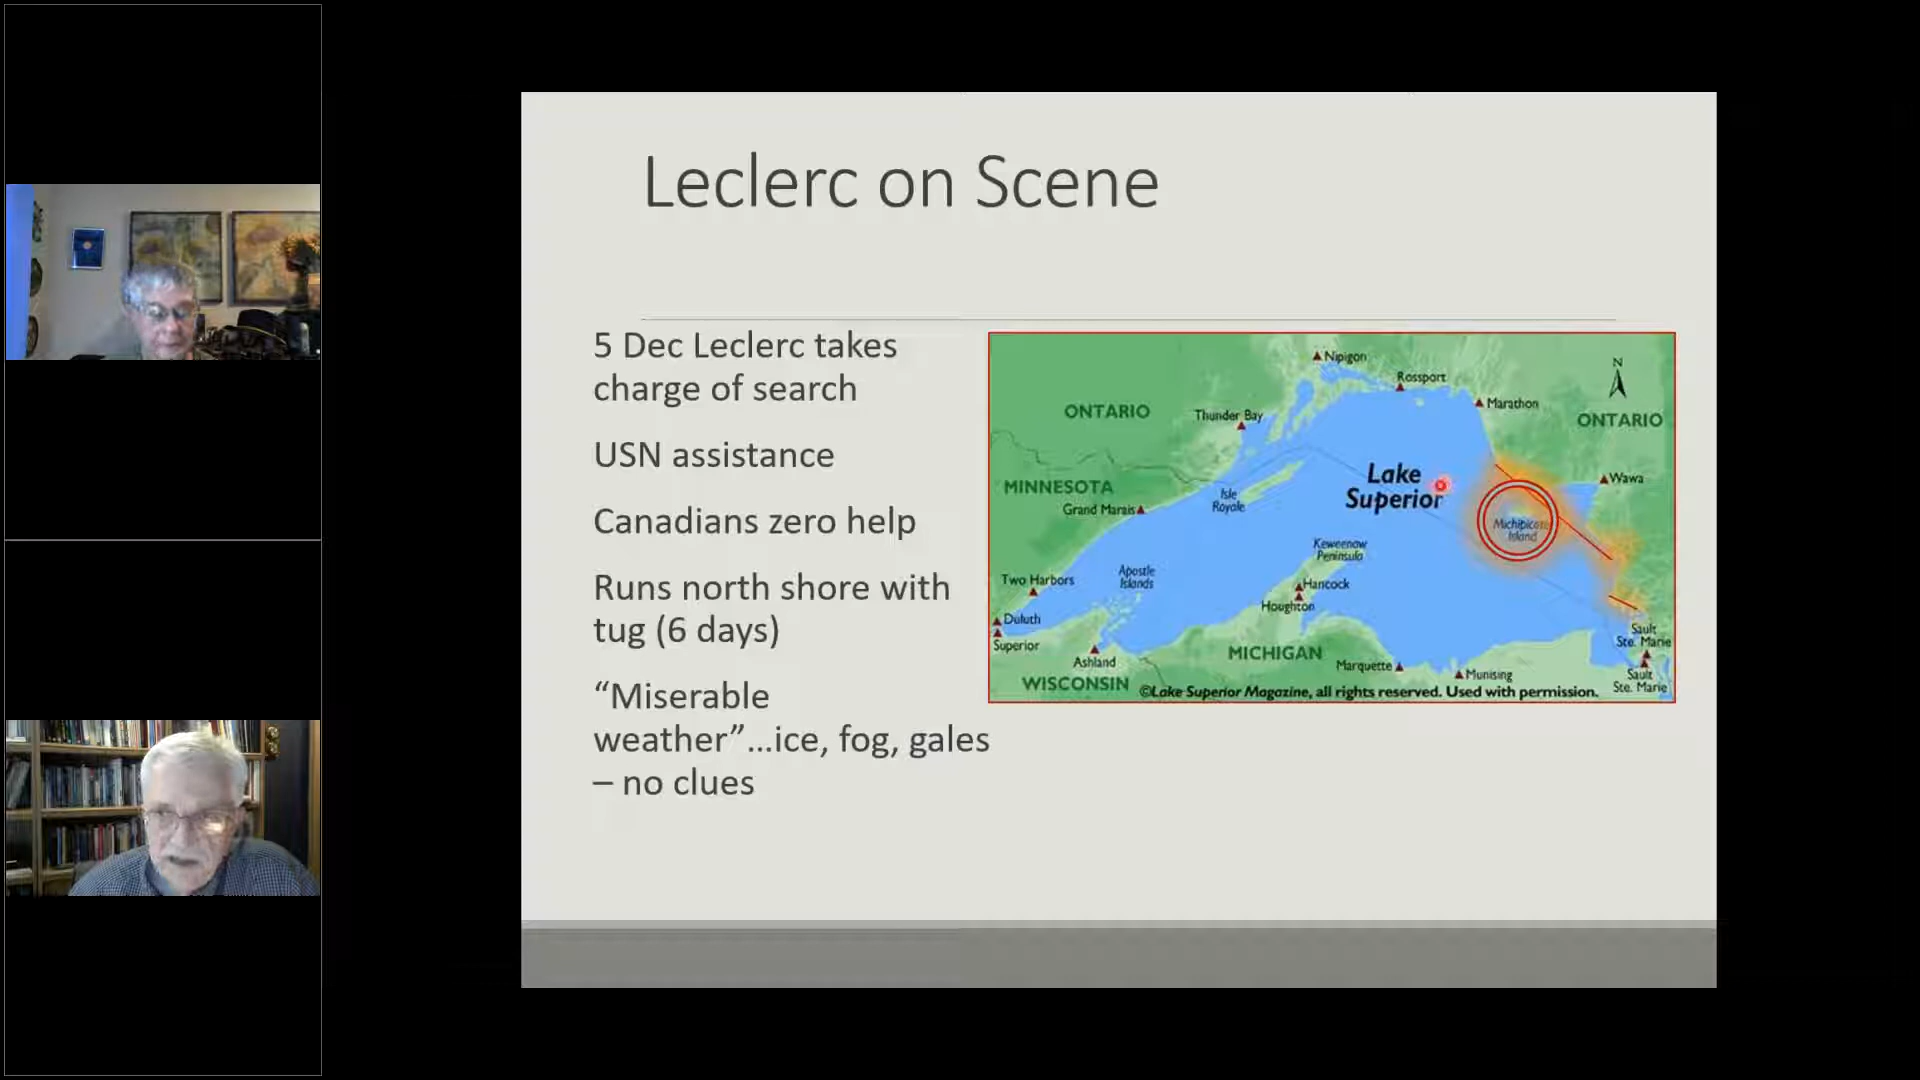 Leclerc on Scene
5 Dec Leclerc takes
charge of search
USN assistance
Canadians zero help
Runs north shore with
tug (6 days)
“Miserable
weather”…ice, fog, gales
– no clues
Nipigon
Rossport
N
Marathon
ONTARIO
Thunder Bay
ONTARIO
Lake
Superior
Wawa
MINNESOTA
Isle
Royale
Grand Marais
Michipicoten
Island
Keweenaw
Peninsula
Two Harbors
Apostle
Islands
Hancock
Houghton
Duluth
Superior
Sault
Ste. Marie
Ashland
MICHIGAN
Marquette
Munising
Sault
Ste. Marie
WISCONSIN
©Lake Superior Magazine, all rights reserved. Used with permission.